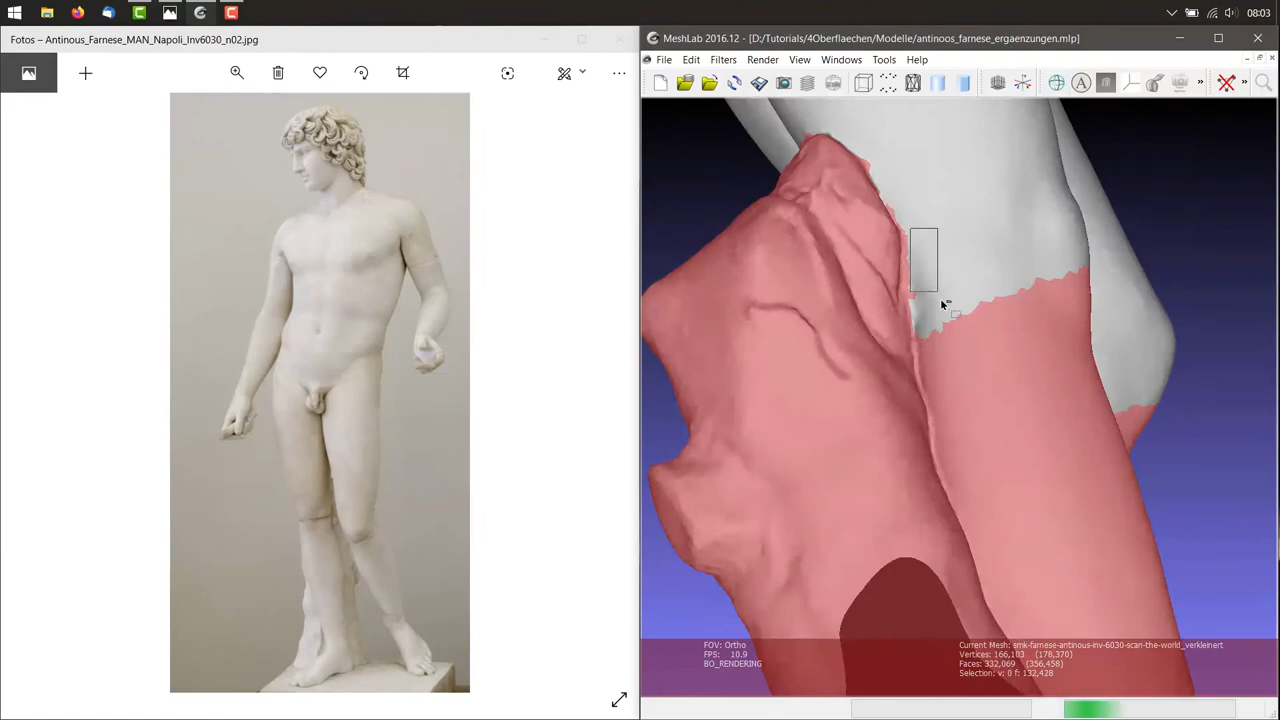 08:03
Fotos – Antinous_Farnese_MAN_Napoli_Inv6030_n02.jpg
MeshLab 2016.12 - [D:/Tutorials/4Oberflaechen/Modelle/antinoos_farnese_ergaenzungen.mlp]
File Edit Filters Render View Windows Tools Help
FOV: Ortho
FPS: 10.9
BO_RENDERING
Current Mesh: smk-farnese-antinous-inv-6030-scan-the-world_verkleinert
Vertices: 166,103 (178,370)
Faces: 332,069 (356,458)
Selection: v: 0 f: 132,428